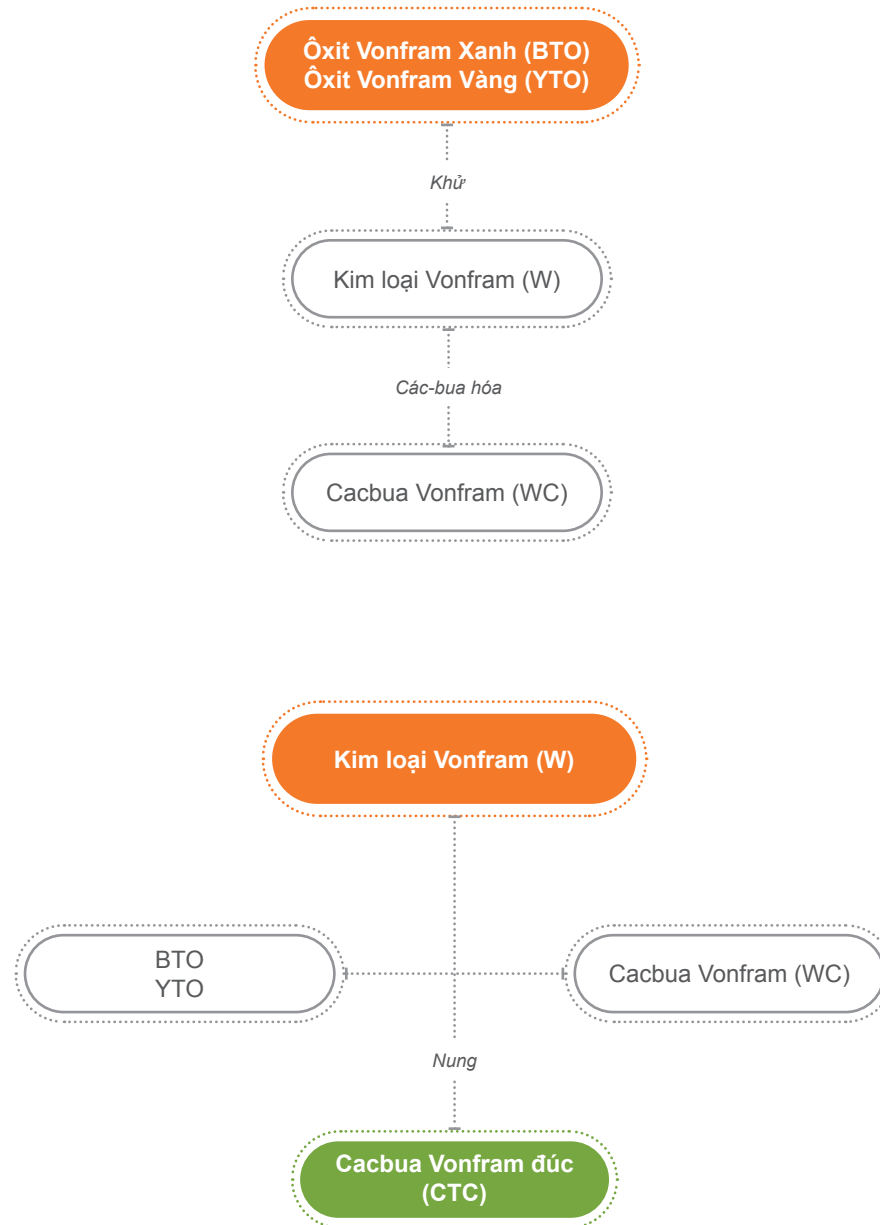 Ôxit Vonfram Xanh (BTO)
Ôxit Vonfram Vàng (YTO)
Khử
Kim loại Vonfram (W)
Các-bua hóa
Cacbua Vonfram (WC)
Kim loại Vonfram (W)
BTO
YTO
Cacbua Vonfram (WC)
Nung
Cacbua Vonfram đúc
(CTC)